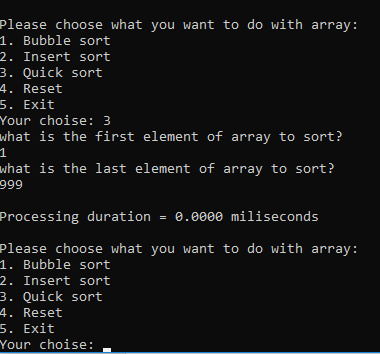 Please choose what you want to do with array:
1. Bubble sort
2. Insert sort
3. Quick sort
4. Reset
5. Exit
Your choise: 3
what is the first element of array to sort?
1
what is the last element of array to sort?
999
Processing duration = 0.0000 miliseconds
Please choose what you want to do with array:
1. Bubble sort
2. Insert sort
3. Quick sort
4. Reset
5. Exit
Your choise: